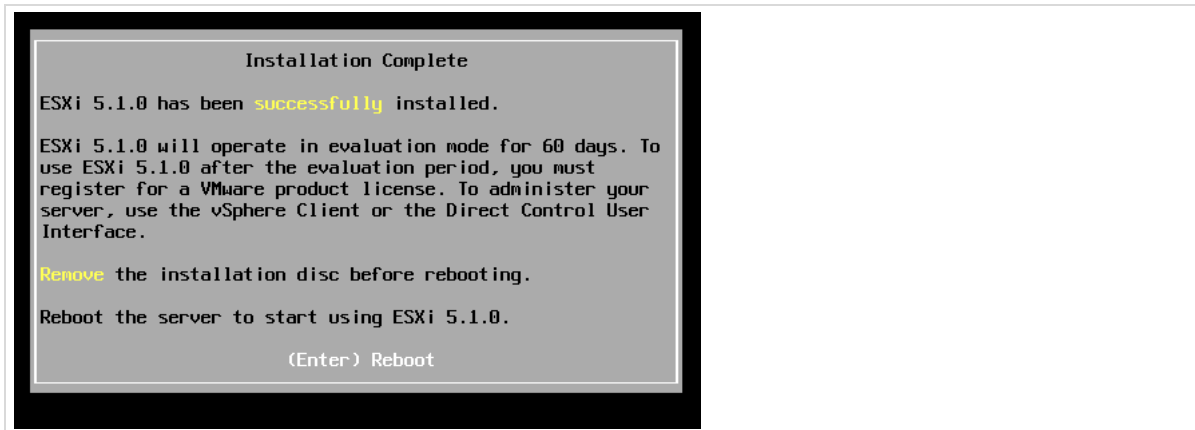 Installation Complete
ESXi 5.1.0 has been successfully installed.
ESXi 5.1.0 will operate in evaluation mode for 60 days. To
use ESXi 5.1.0 after the evaluation period, you must
register for a VMware product license. To administer your
server, use the vSphere Client or the Direct Control User
Interface.
Remove the installation disc before rebooting.
Reboot the server to start using ESXi 5.1.0.
(Enter) Reboot